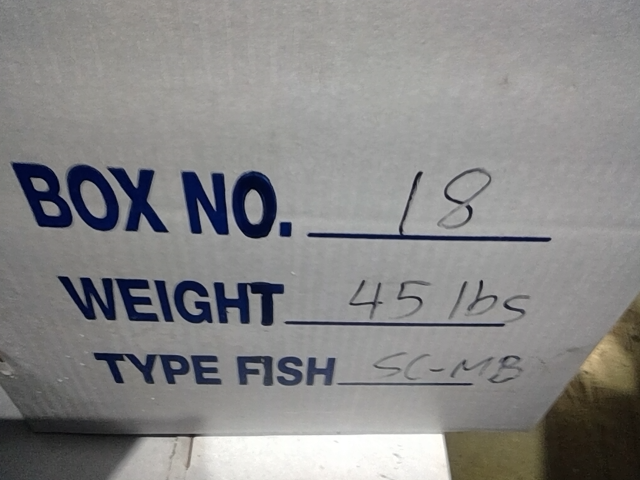 BOX NO. 18
WEIGHT 45 lbs
TYPE FISH SC-MB